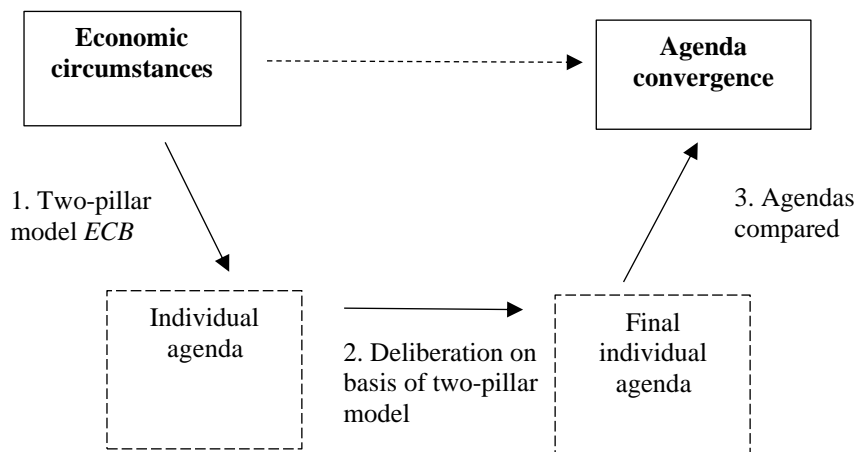 Economic
circumstances
Agenda
convergence
1. Two-pillar
model ECB
3. Agendas
compared
Individual
agenda
2. Deliberation on
basis of two-pillar
model
Final
individual
agenda